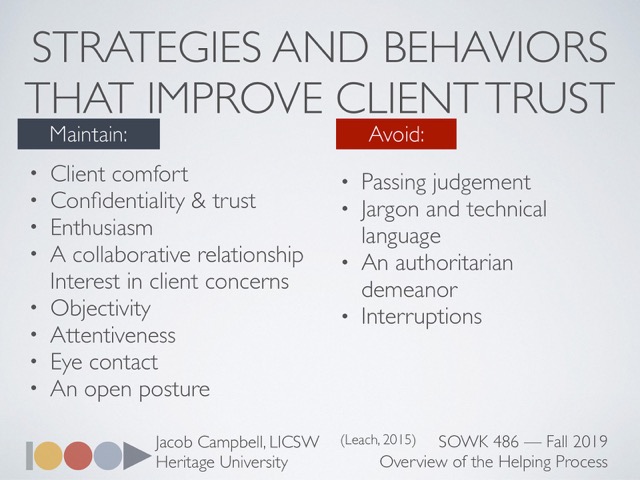 STRATEGIES AND BEHAVIORS
THAT IMPROVE CLIENT TRUST
Maintain:
• Client comfort
• Confidentiality & trust
• Enthusiasm
• A collaborative relationship
Interest in client concerns
• Objectivity
• Attentiveness
• Eye contact
• An open posture
Avoid:
• Passing judgement
• Jargon and technical
language
• An authoritarian
demeanor
• Interruptions
Jacob Campbell, LICSW
Heritage University
(Leach, 2015)
SOWK 486 — Fall 2019
Overview of the Helping Process